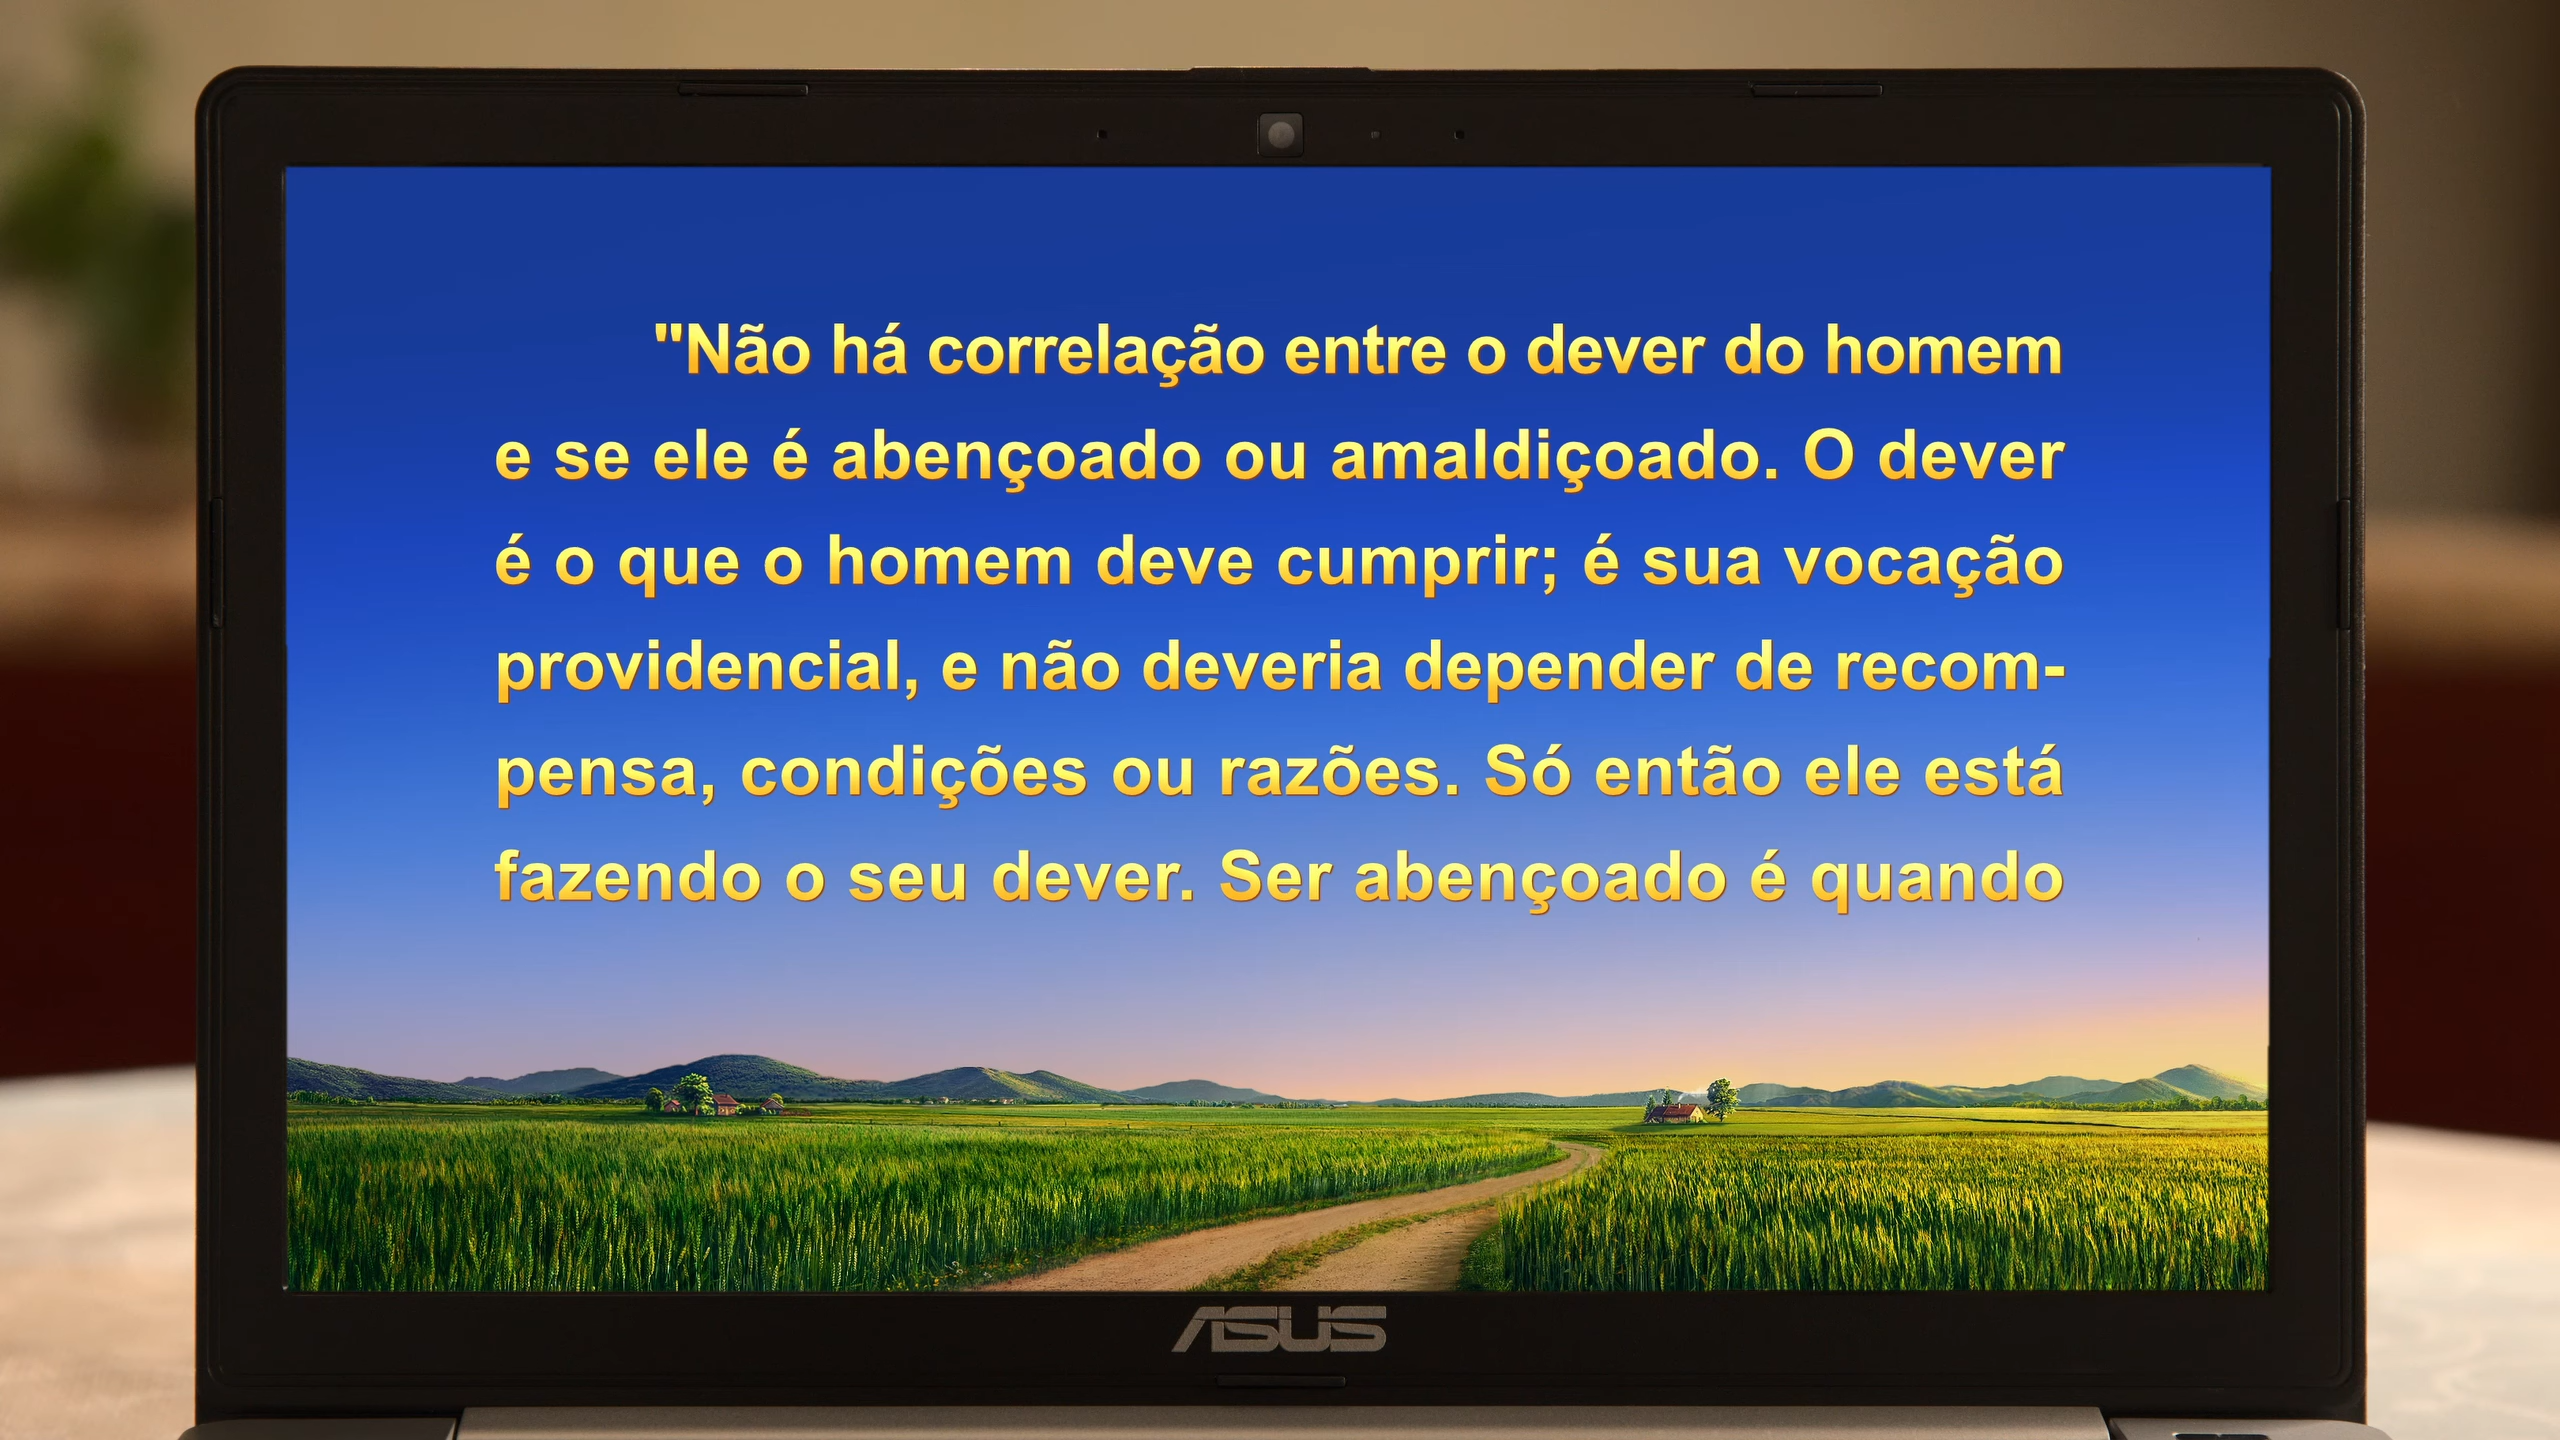 "Não há correlação entre o dever do homem
e se ele é abençoado ou amaldiçoado. O dever
é o que o homem deve cumprir; é sua vocação
providencial, e não deveria depender de recom-
pensa, condições ou razões. Só então ele está
fazendo o seu dever. Ser abençoado é quando
ASUS